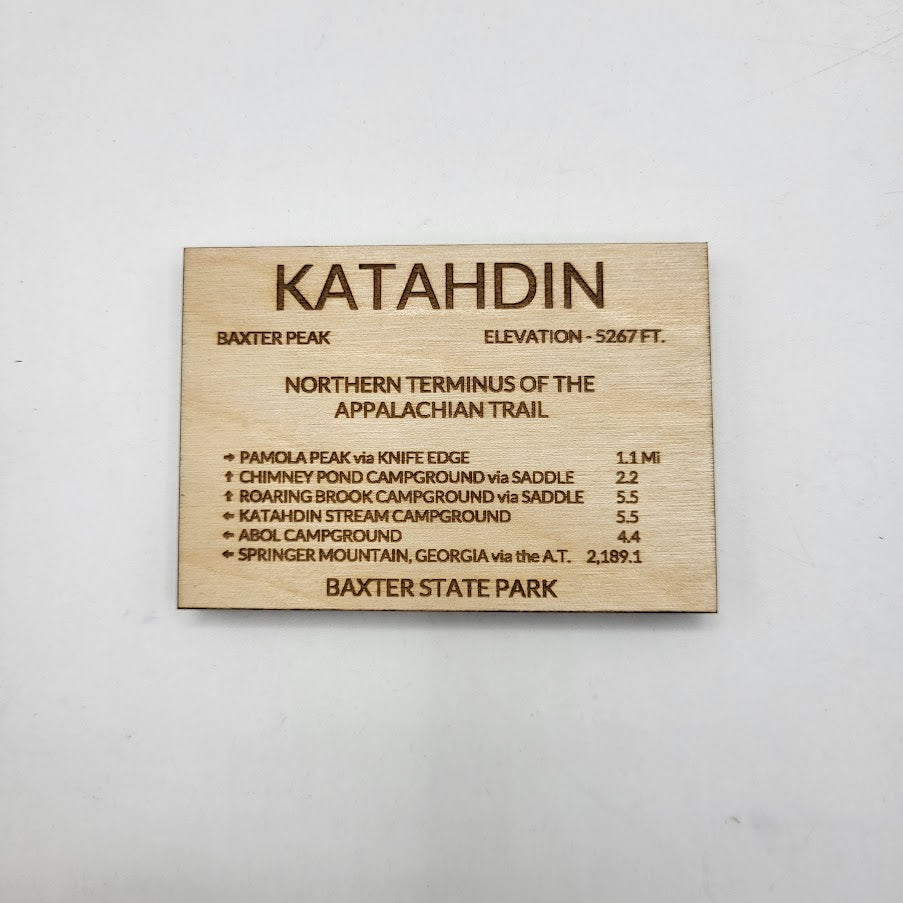 KATAHDIN
BAXTER PEAK ELEVATION - 5267 FT.
NORTHERN TERMINUS OF THE
APPALACHIAN TRAIL
→ PAMOLA PEAK via KNIFE EDGE 1.1 Mi
↑ CHIMNEY POND CAMPGROUND via SADDLE 2.2
↑ ROARING BROOK CAMPGROUND via SADDLE 5.5
← KATAHDIN STREAM CAMPGROUND 5.5
← ABOL CAMPGROUND 4.4
← SPRINGER MOUNTAIN, GEORGIA via the A.T. 2,189.1
BAXTER STATE PARK